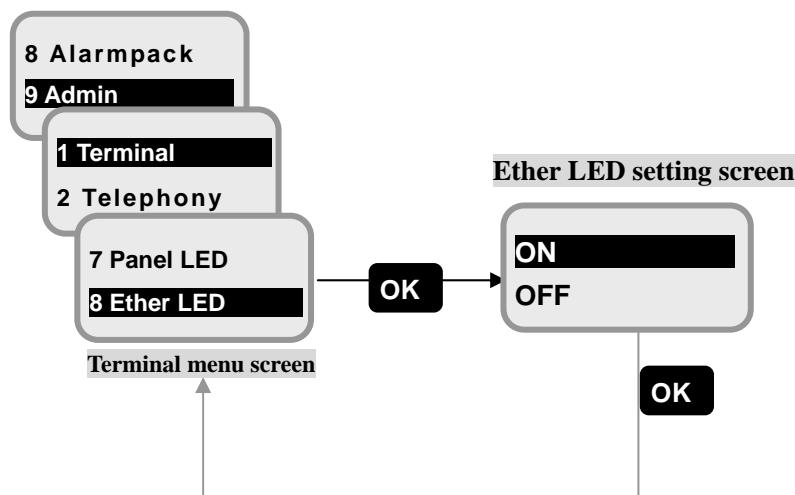 8 Alarmpack
9 Admin
1 Terminal
2 Telephony
7 Panel LED
8 Ether LED
Terminal menu screen
OK
Ether LED setting screen
ON
OFF
OK